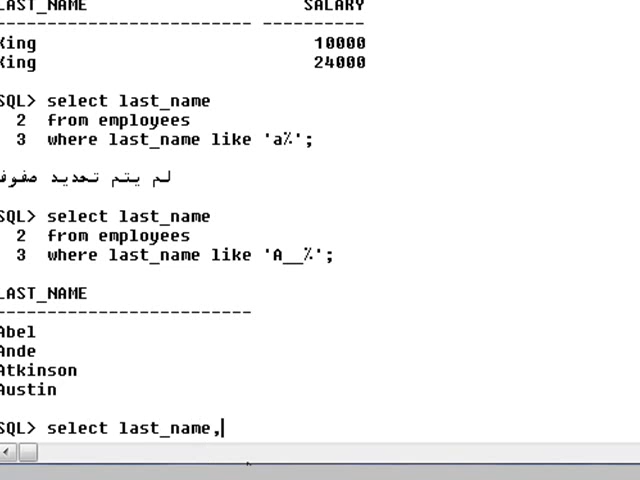 LAST_NAME SALARY
------------------------- ----------
King 10000
King 24000
SQL> select last_name
2 from employees
3 where last_name like 'a%';
لم يتم تحديد صفوف
SQL> select last_name
2 from employees
3 where last_name like 'A__%';
LAST_NAME
-------------------------
Abel
Ande
Atkinson
Austin
SQL> select last_name,